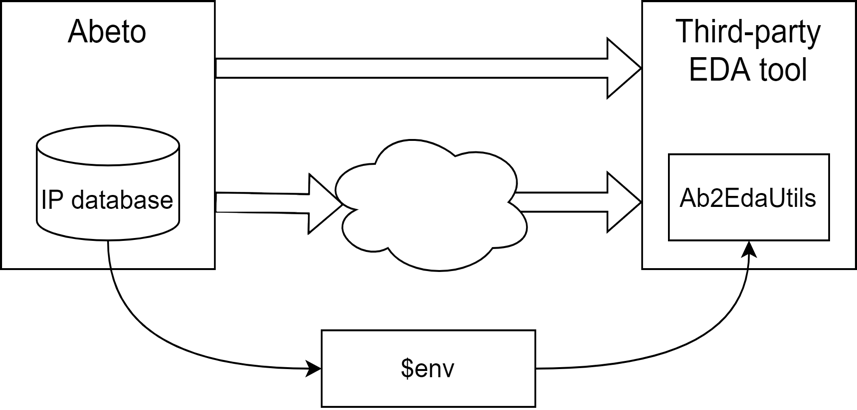 Abeto
Third-party
EDA tool
IP database
Ab2EdaUtils
$env